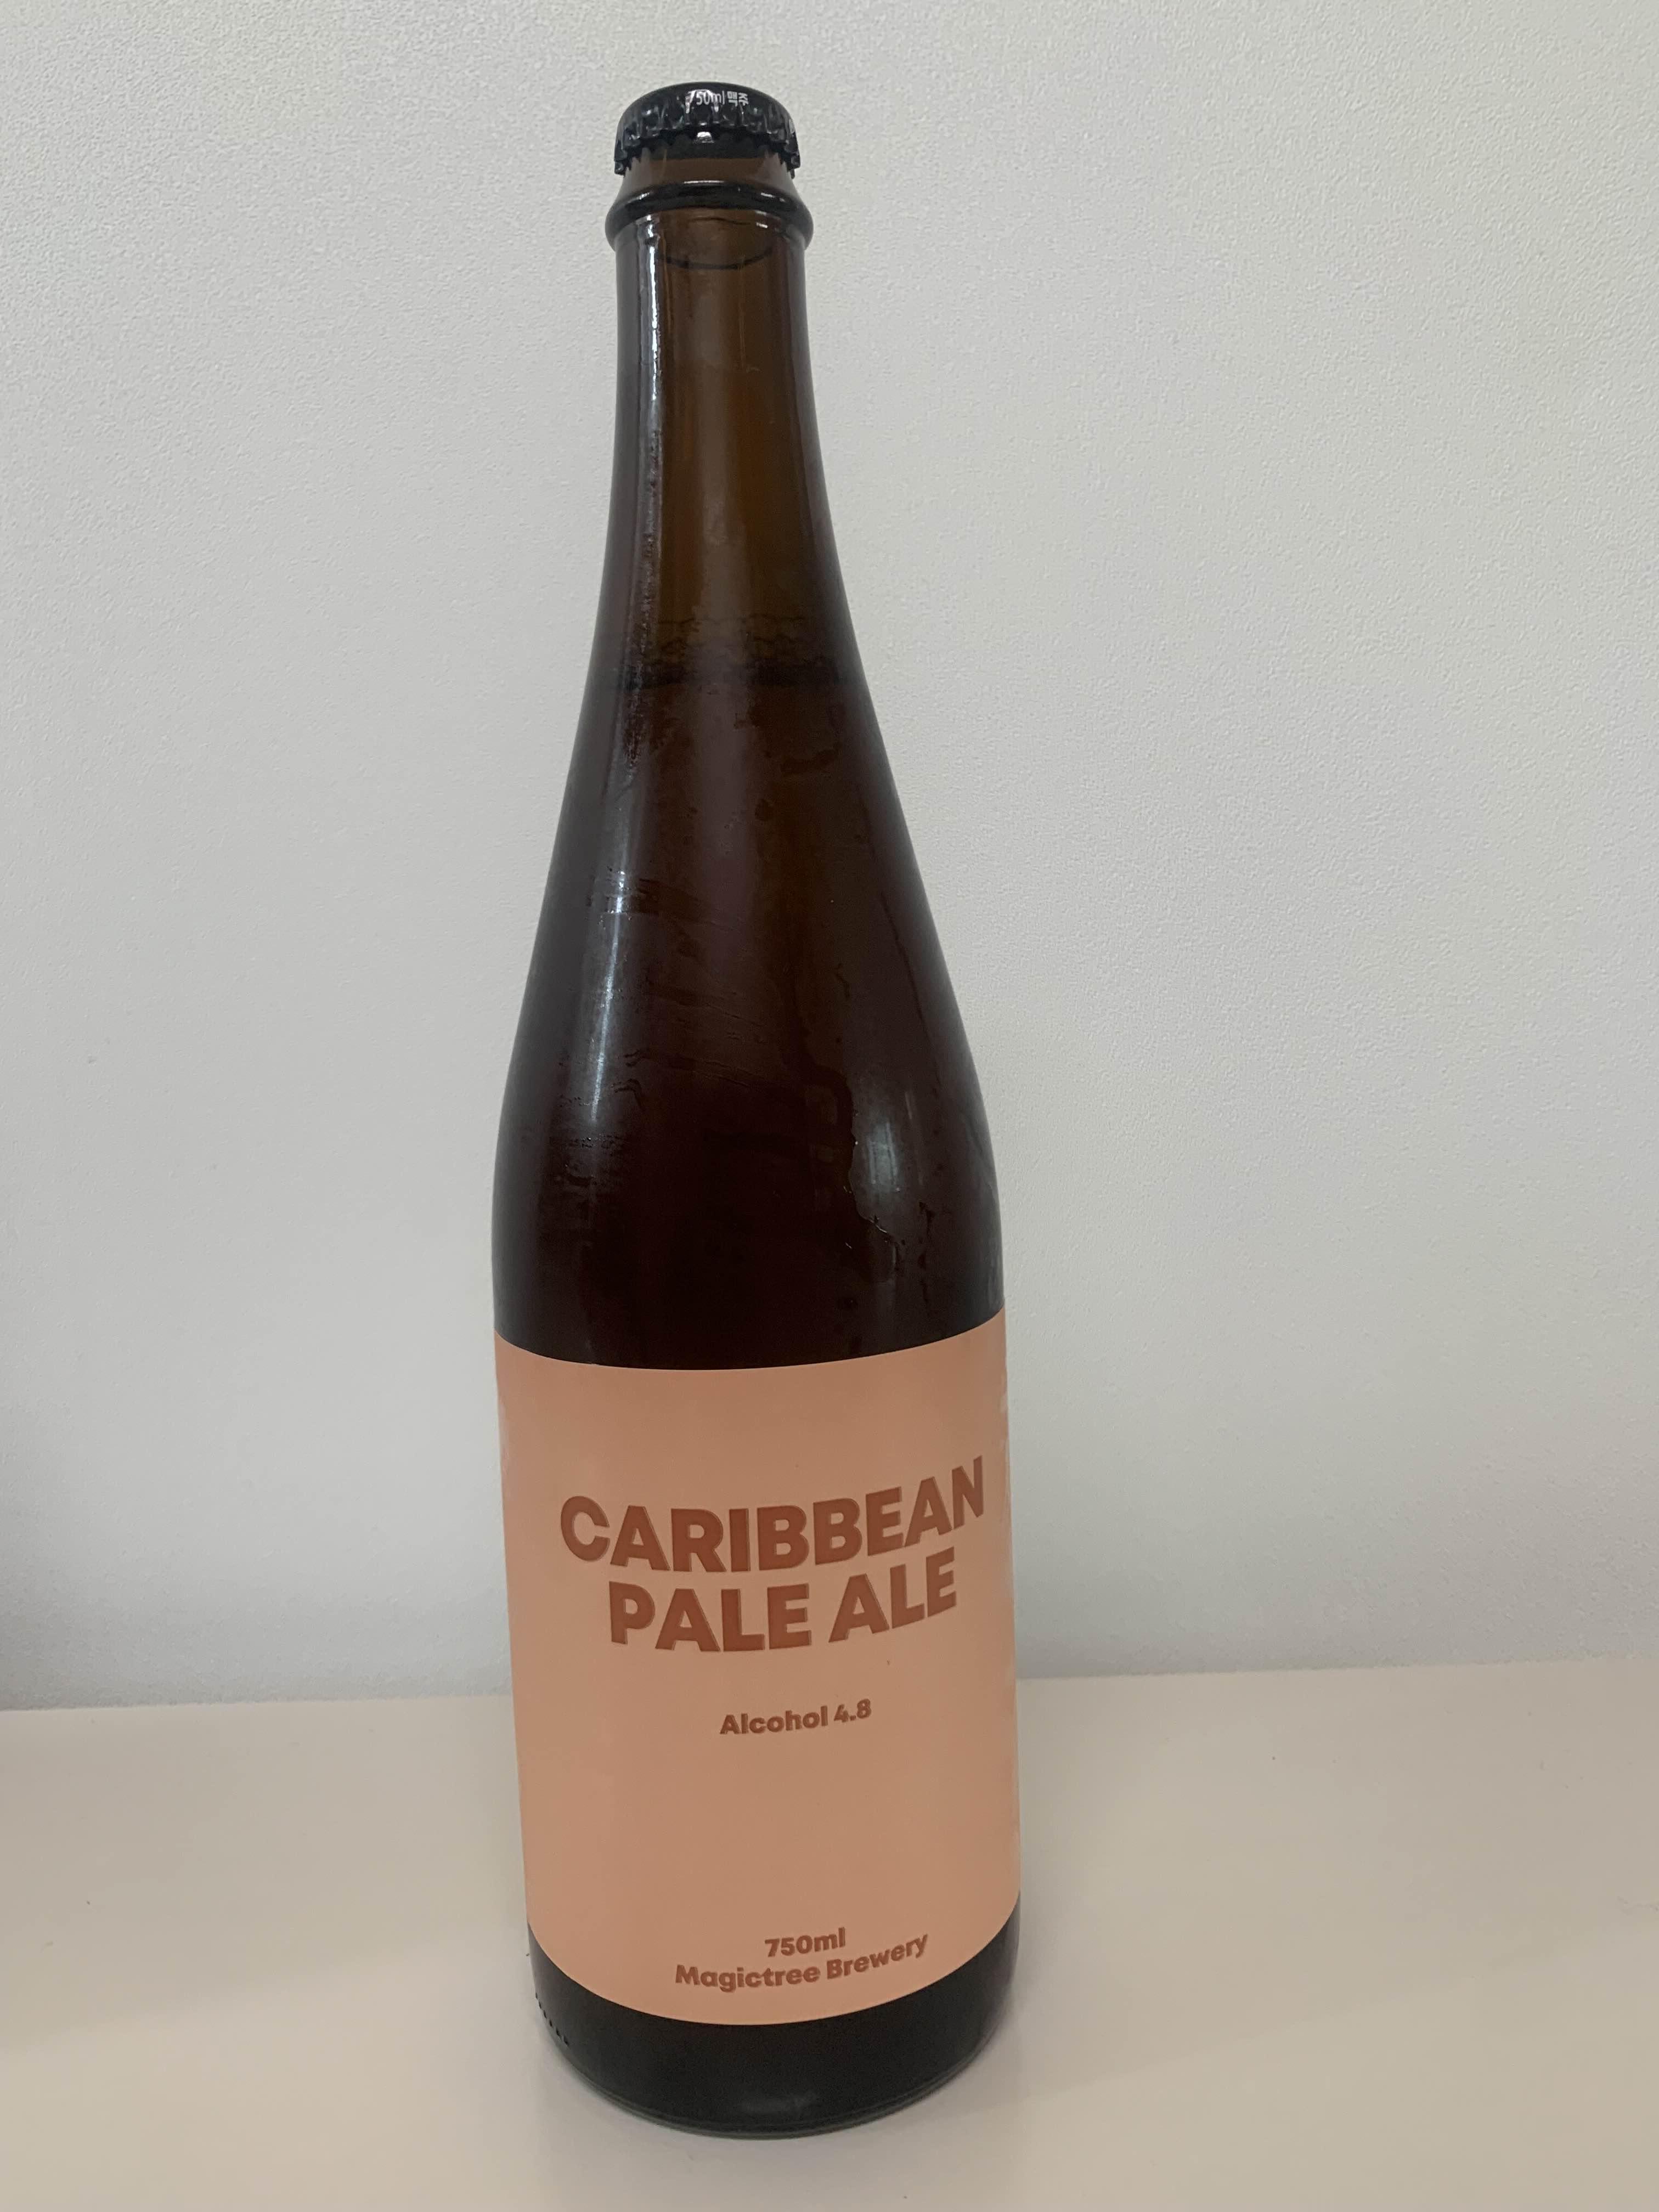 750ml 맥주
CARIBBEAN
PALE ALE
Alcohol 4.8
750ml
Magictree Brewery